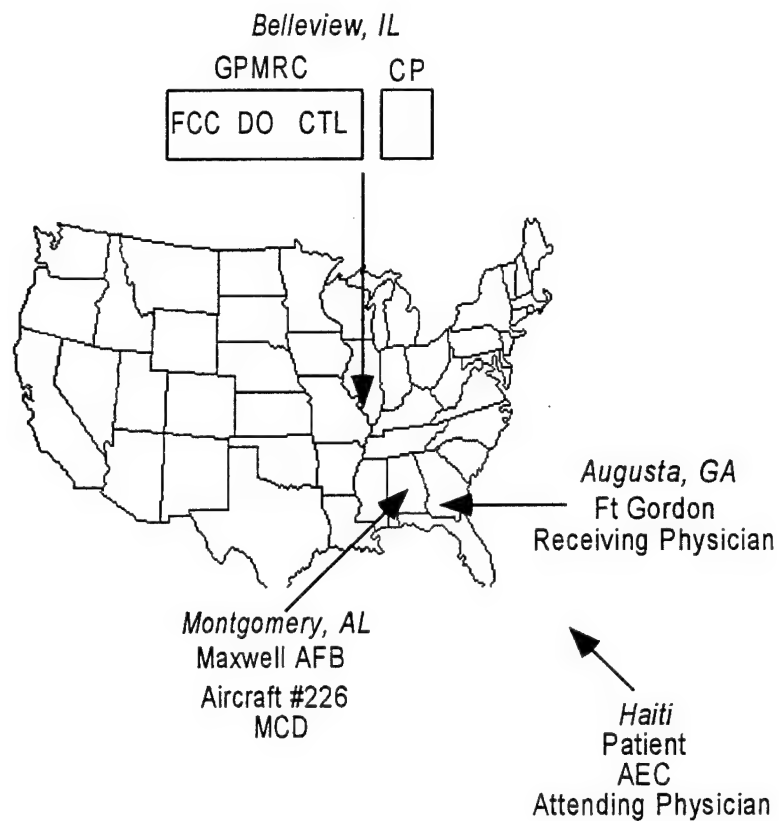 Belleview, IL
GPMRC CP
FCC DO CTL
Augusta, GA
Ft Gordon
Receiving Physician
Montgomery, AL
Maxwell AFB
Aircraft #226
MCD
Haiti
Patient
AEC
Attending Physician